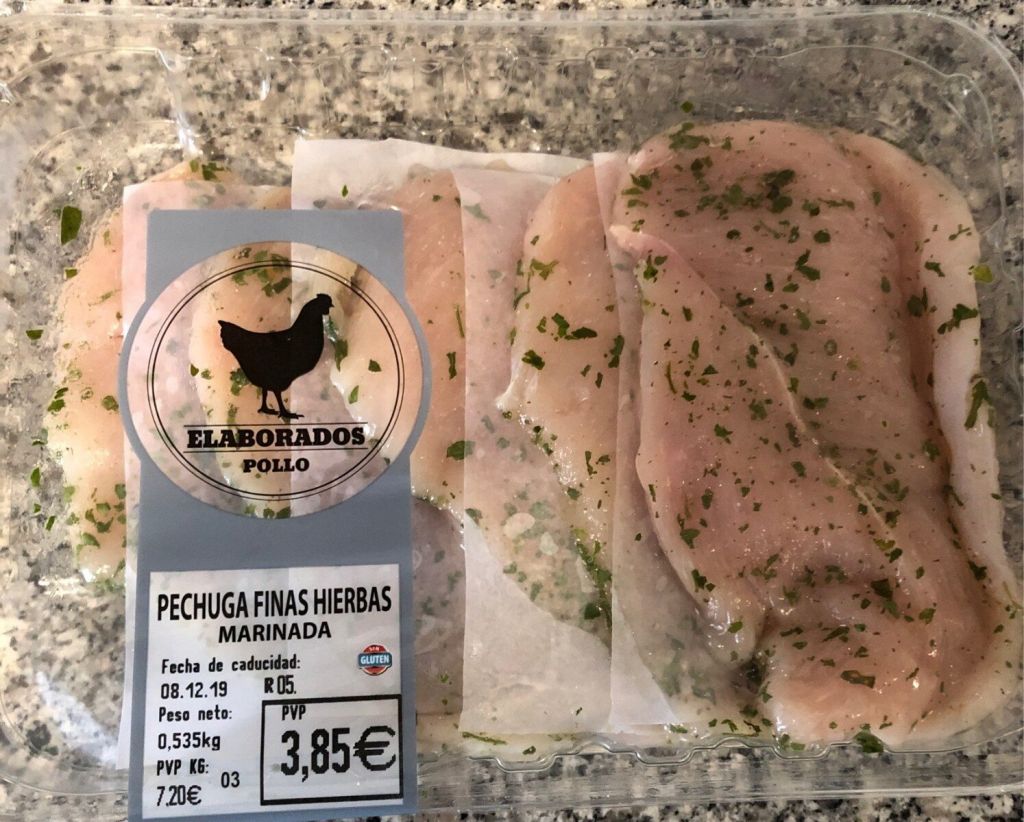 ELABORADOS
POLLO
PECHUGA FINAS HIERBAS
MARINADA
Fecha de caducidad:
SIN
GLUTEN
08.12.19 R 05.
Peso neto: PVP
0,535kg 3,85€
PVP KG: 03
7.20€